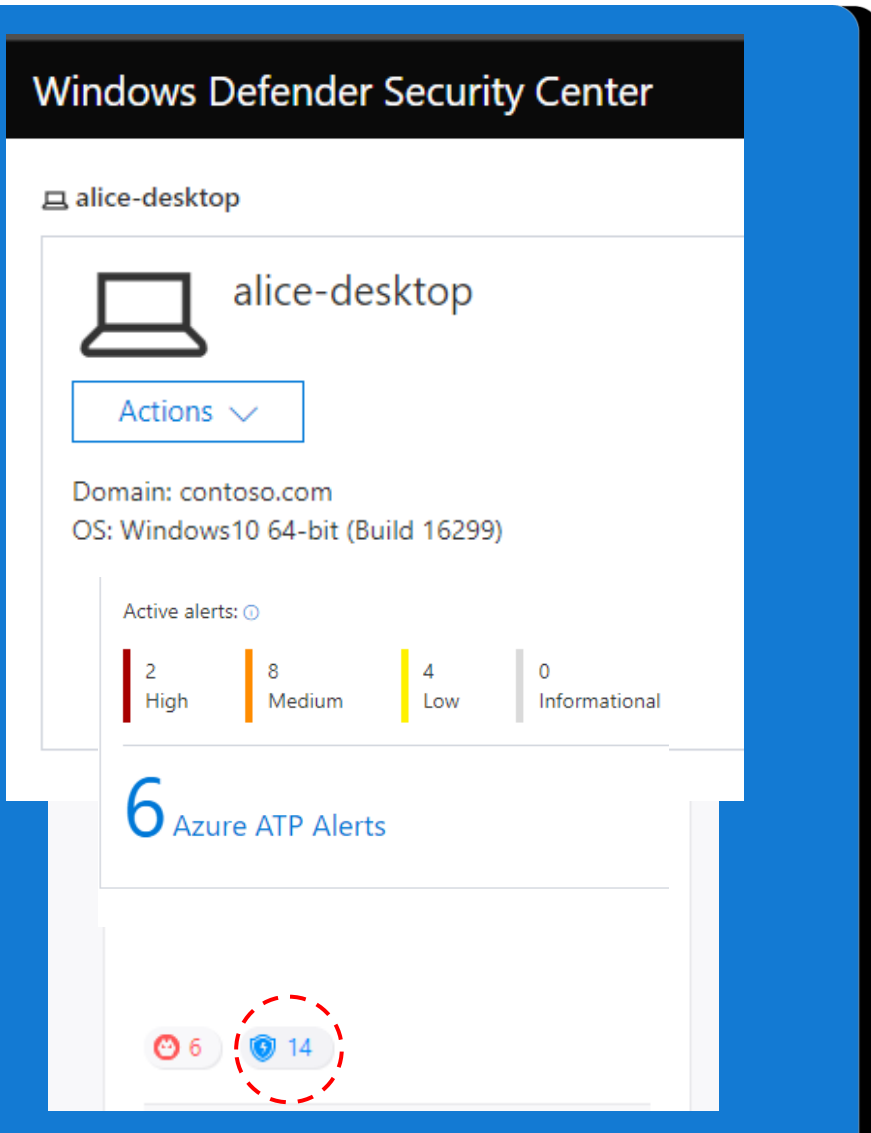 Windows Defender Security Center
alice-desktop
alice-desktop
Actions
Domain: contoso.com
OS: Windows10 64-bit (Build 16299)
Active alerts:
2 8 4 0
High Medium Low Informational
6 Azure ATP Alerts
6 14